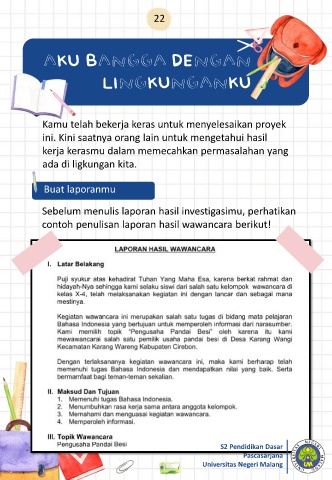 22
AKU BANGGA DENGAN
LINGKUNGANKU
Kamu telah bekerja keras untuk menyelesaikan proyek
ini. Kini saatnya orang lain untuk mengetahui hasil
kerja kerasmu dalam memecahkan permasalahan yang
ada di ligkungan kita.
Buat laporanmu
Sebelum menulis laporan hasil investigasimu, perhatikan
contoh penulisan laporan hasil wawancara berikut!
LAPORAN HASIL WAWANCARA
I. Latar Belakang
Puji syukur atas kehadirat Tuhan Yang Maha Esa, karena berkat rahmat dan
hidayah-Nya sehingga kami selaku siswi dari salah satu kelompok wawancara di
kelas X-4, telah melaksanakan kegiatan ini dengan lancar dan sebagai mana
mestinya.
Kegiatan wawancara ini merupakan salah satu tugas di bidang mata pelajaran
Bahasa Indonesia yang bertujuan untuk memperoleh informasi dari narasumber.
Kami memilih topik "Pengusaha Pandai Besi" oleh karena itu kami
mewawancarai salah satu pemilik usaha pandai besi di Desa Karang Wangi
Kecamatan Karang Wareng Kabupaten Cirebon.
Dengan terlaksananya kegiatan wawancara ini, maka kami berharap telah
memenuhi tugas Bahasa Indonesia dan mendapatkan nilai yang baik. Serta
bermamfaat bagi teman-teman sekalian.
II. Maksud Dan Tujuan
1. Memenuhi tugas Bahasa Indonesia.
2. Menumbuhkan rasa kerja sama antara anggota kelompok.
3. Memahami dan menguasai kegiatan wawancara.
4. Memperoleh informasi.
III. Topik Wawancara
Pengusaha Pandai Besi
S2 Pendidikan Dasar
Pascasarjana
Universitas Negeri Malang